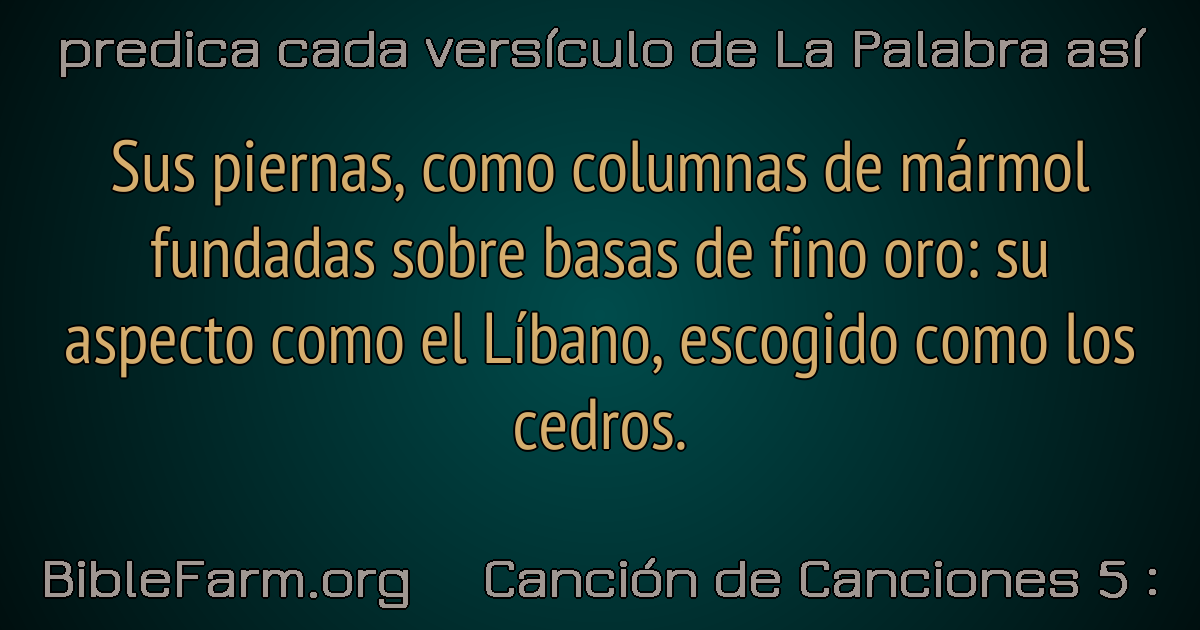 predica cada versículo de La Palabra así
Sus piernas, como columnas de mármol
fundadas sobre basas de fino oro: su
aspecto como el Líbano, escogido como los
cedros.
BibleFarm.org Canción de Canciones 5 :